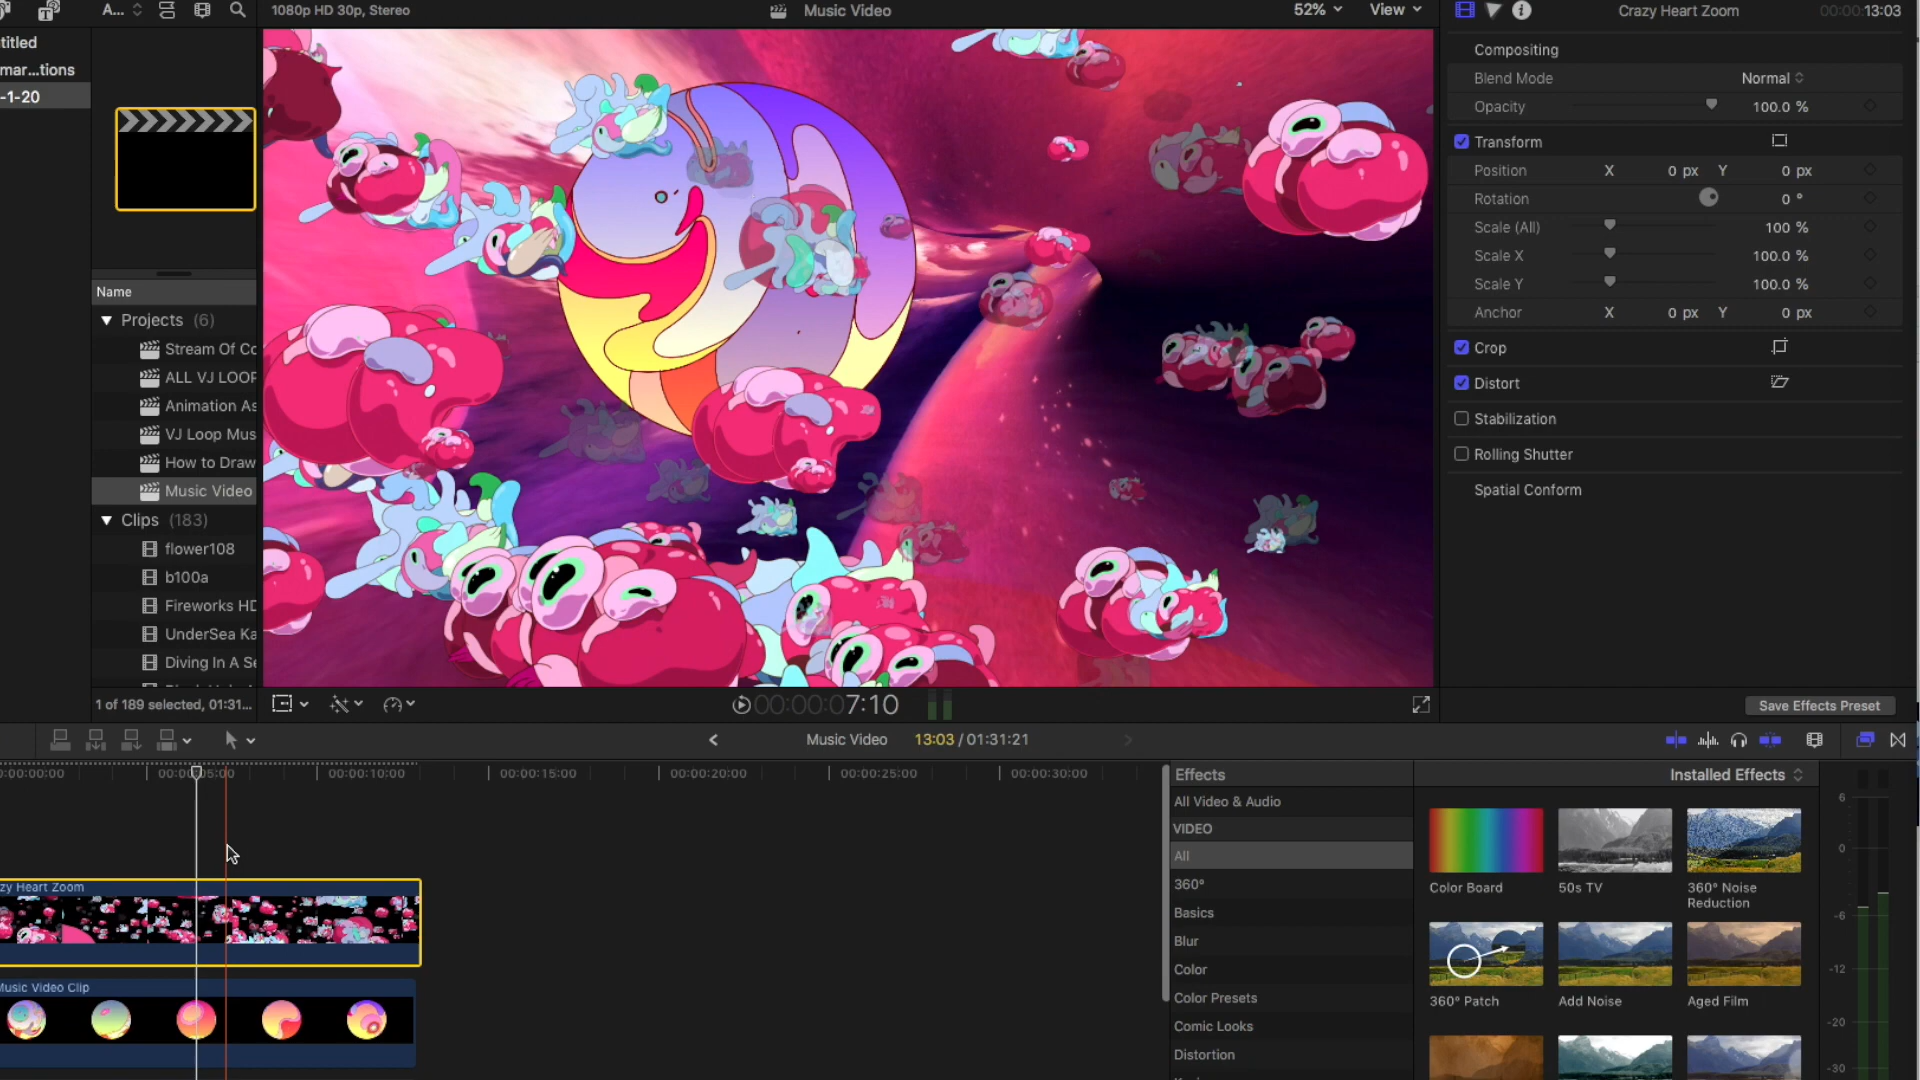 A...
1080p HD 30p, Stereo
Music Video
52%
View
Crazy Heart Zoom
00:00:13:03
titled
mar...tions
-1-20
Name
Projects (6)
Stream Of Co
ALL VJ LOOP
Animation As
VJ Loop Mus
How to Draw
Music Video
Clips (183)
flower108
b100a
Fireworks HD
UnderSea Ka
Diving In A Se
1 of 189 selected, 01:31...
00:00:07:10
Compositing
Blend Mode Normal
Opacity 100.0 %
Transform
Position X 0 px Y 0 px
Rotation 0 °
Scale (All) 100 %
Scale X 100.0 %
Scale Y 100.0 %
Anchor X 0 px Y 0 px
Crop
Distort
Stabilization
Rolling Shutter
Spatial Conform
Save Effects Preset
Music Video 13:03 / 01:31:21
0:00:00:00
00:00:05:00
00:00:10:00
00:00:15:00
00:00:20:00
00:00:25:00
00:00:30:00
zy Heart Zoom
Music Video Clip
Effects
All Video & Audio
VIDEO
All
360°
Basics
Blur
Color
Color Presets
Comic Looks
Distortion
Installed Effects
Color Board
50s TV
360° Noise
Reduction
360° Patch
Add Noise
Aged Film
6
0
-6
-12
-20
-30